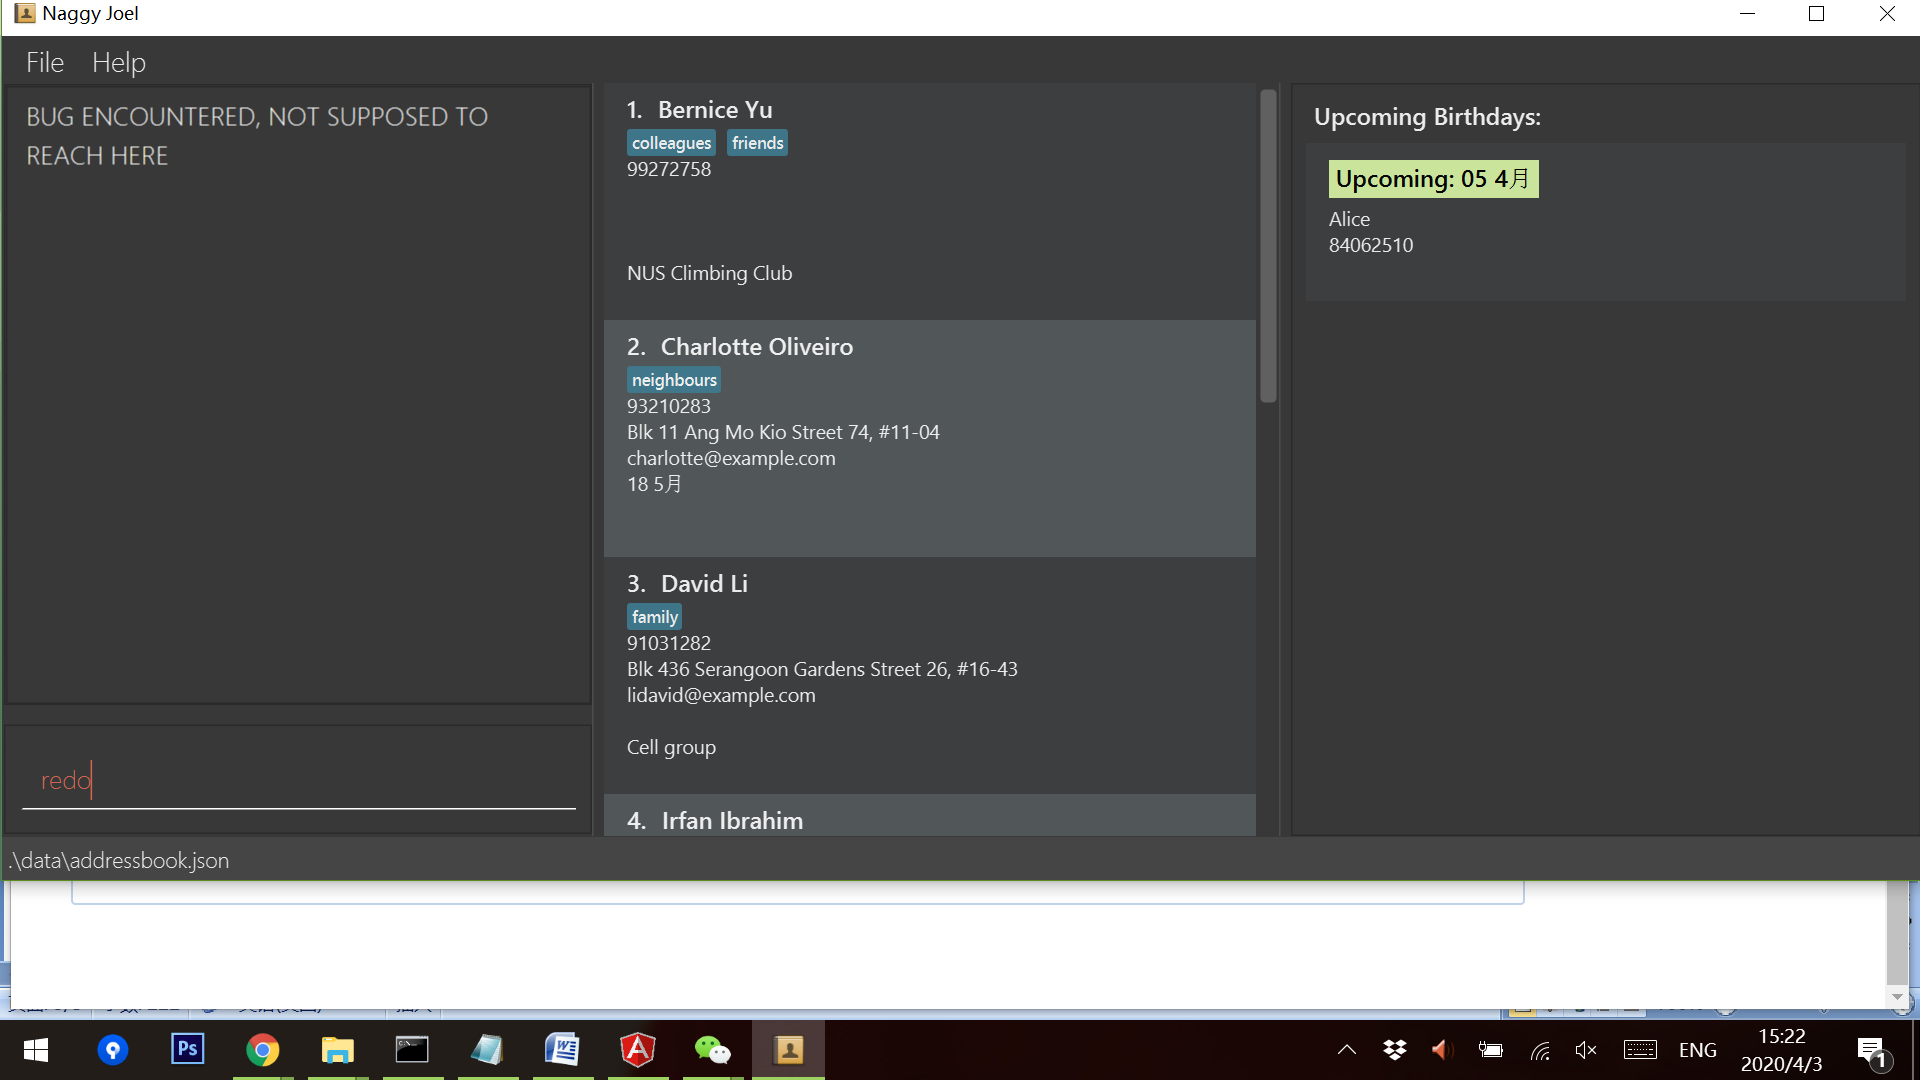 Naggy Joel
File Help
BUG ENCOUNTERED, NOT SUPPOSED TO
REACH HERE
redo
1. Bernice Yu
colleagues friends
99272758
NUS Climbing Club
2. Charlotte Oliveiro
neighbours
93210283
Blk 11 Ang Mo Kio Street 74, #11-04
charlotte@example.com
18 5月
3. David Li
family
91031282
Blk 436 Serangoon Gardens Street 26, #16-43
lidavid@example.com
Cell group
4. Irfan Ibrahim
Upcoming Birthdays:
Upcoming: 05 4月
Alice
84062510
.\data\addressbook.json
Ps
ENG
15:22
2020/4/3
1